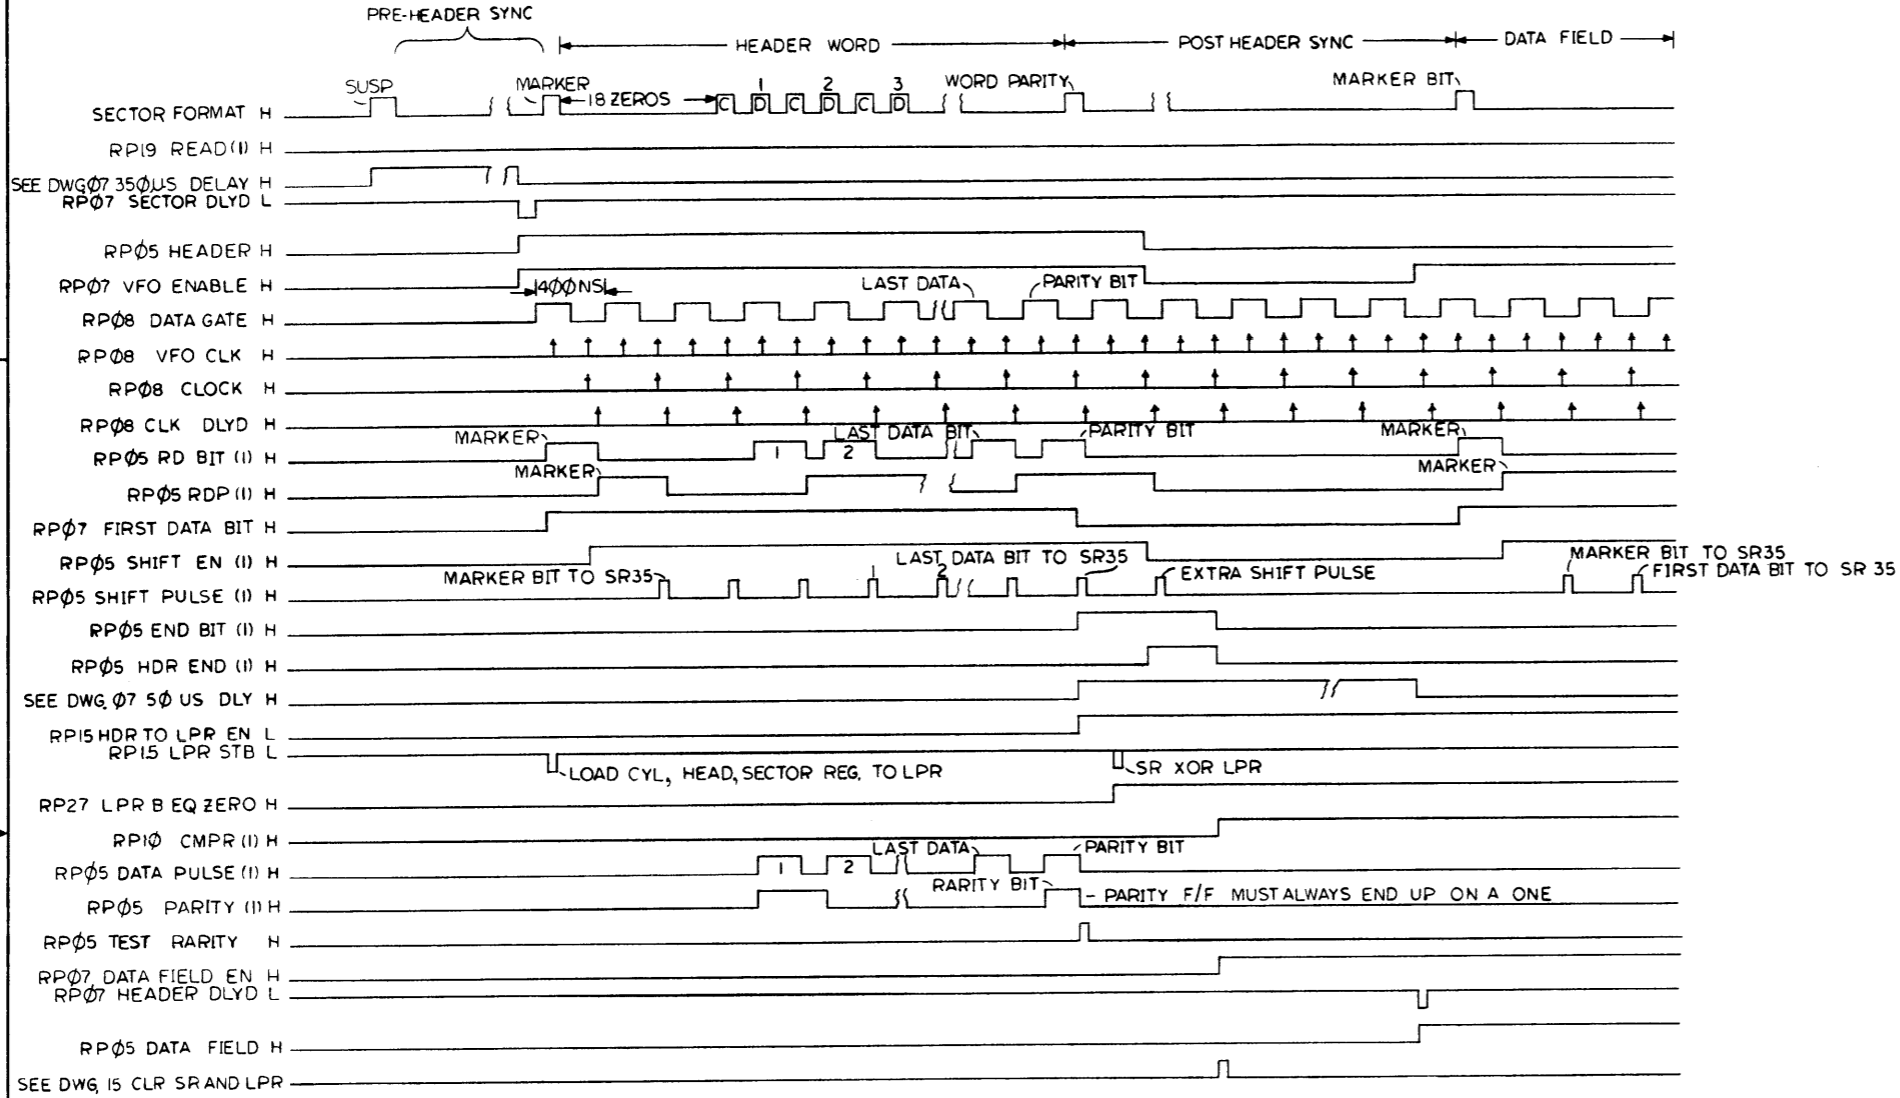 PRE-HEADER SYNC
HEADER WORD
POST HEADER SYNC
DATA FIELD
SUSP
MARKER
18 ZEROS
C 1 D C 2 D C 3 D
WORD PARITY
MARKER BIT
SECTOR FORMAT H
RP19 READ(1) H
SEE DWG Ø7 35ØUS DELAY H
RPØ7 SECTOR DLYD L
RPØ5 HEADER H
RPØ7 VFO ENABLE H
4ØØNS
LAST DATA
PARITY BIT
RPØ8 DATA GATE H
RPØ8 VFO CLK H
RPØ8 CLOCK H
RPØ8 CLK DLYD H
MARKER
LAST DATA BIT
PARITY BIT
MARKER
RPØ5 RD BIT (1) H
1 2
MARKER
MARKER
RPØ5 RDP (1) H
RPØ7 FIRST DATA BIT H
RPØ5 SHIFT EN (1) H
LAST DATA BIT TO SR35
MARKER BIT TO SR35
MARKER BIT TO SR35
1 2
EXTRA SHIFT PULSE
FIRST DATA BIT TO SR 35
RPØ5 SHIFT PULSE (1) H
RPØ5 END BIT (1) H
RPØ5 HDR END (1) H
SEE DWG. Ø7 5Ø US DLY H
RP15 HDR TO LPR EN L
RP15 LPR STB L
LOAD CYL, HEAD, SECTOR REG. TO LPR
SR XOR LPR
RP27 LPR B EQ ZERO H
RP1Ø CMPR (1) H
LAST DATA
PARITY BIT
RPØ5 DATA PULSE (1) H
1 2
RARITY BIT
RPØ5 PARITY (1) H
- PARITY F/F MUST ALWAYS END UP ON A ONE
RPØ5 TEST RARITY H
RPØ7 DATA FIELD EN H
RPØ7 HEADER DLYD L
RPØ5 DATA FIELD H
SEE DWG, 15 CLR SR AND LPR